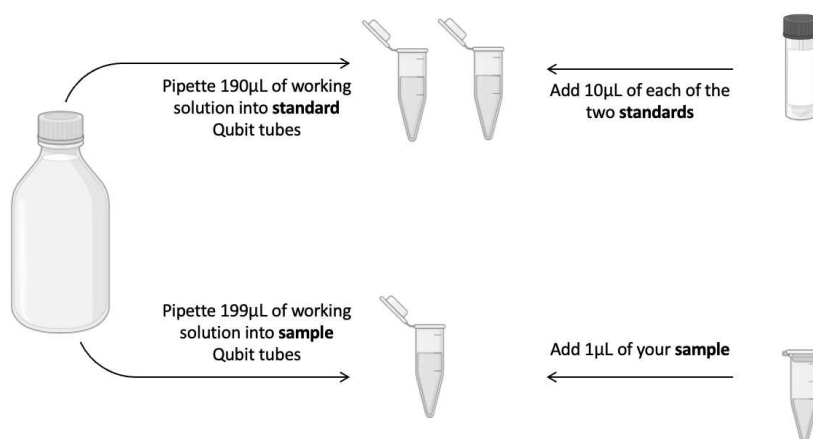 Pipette 190µL of working
solution into standard
Qubit tubes
Add 10µL of each of the
two standards
Pipette 199µL of working
solution into sample
Qubit tubes
Add 1µL of your sample